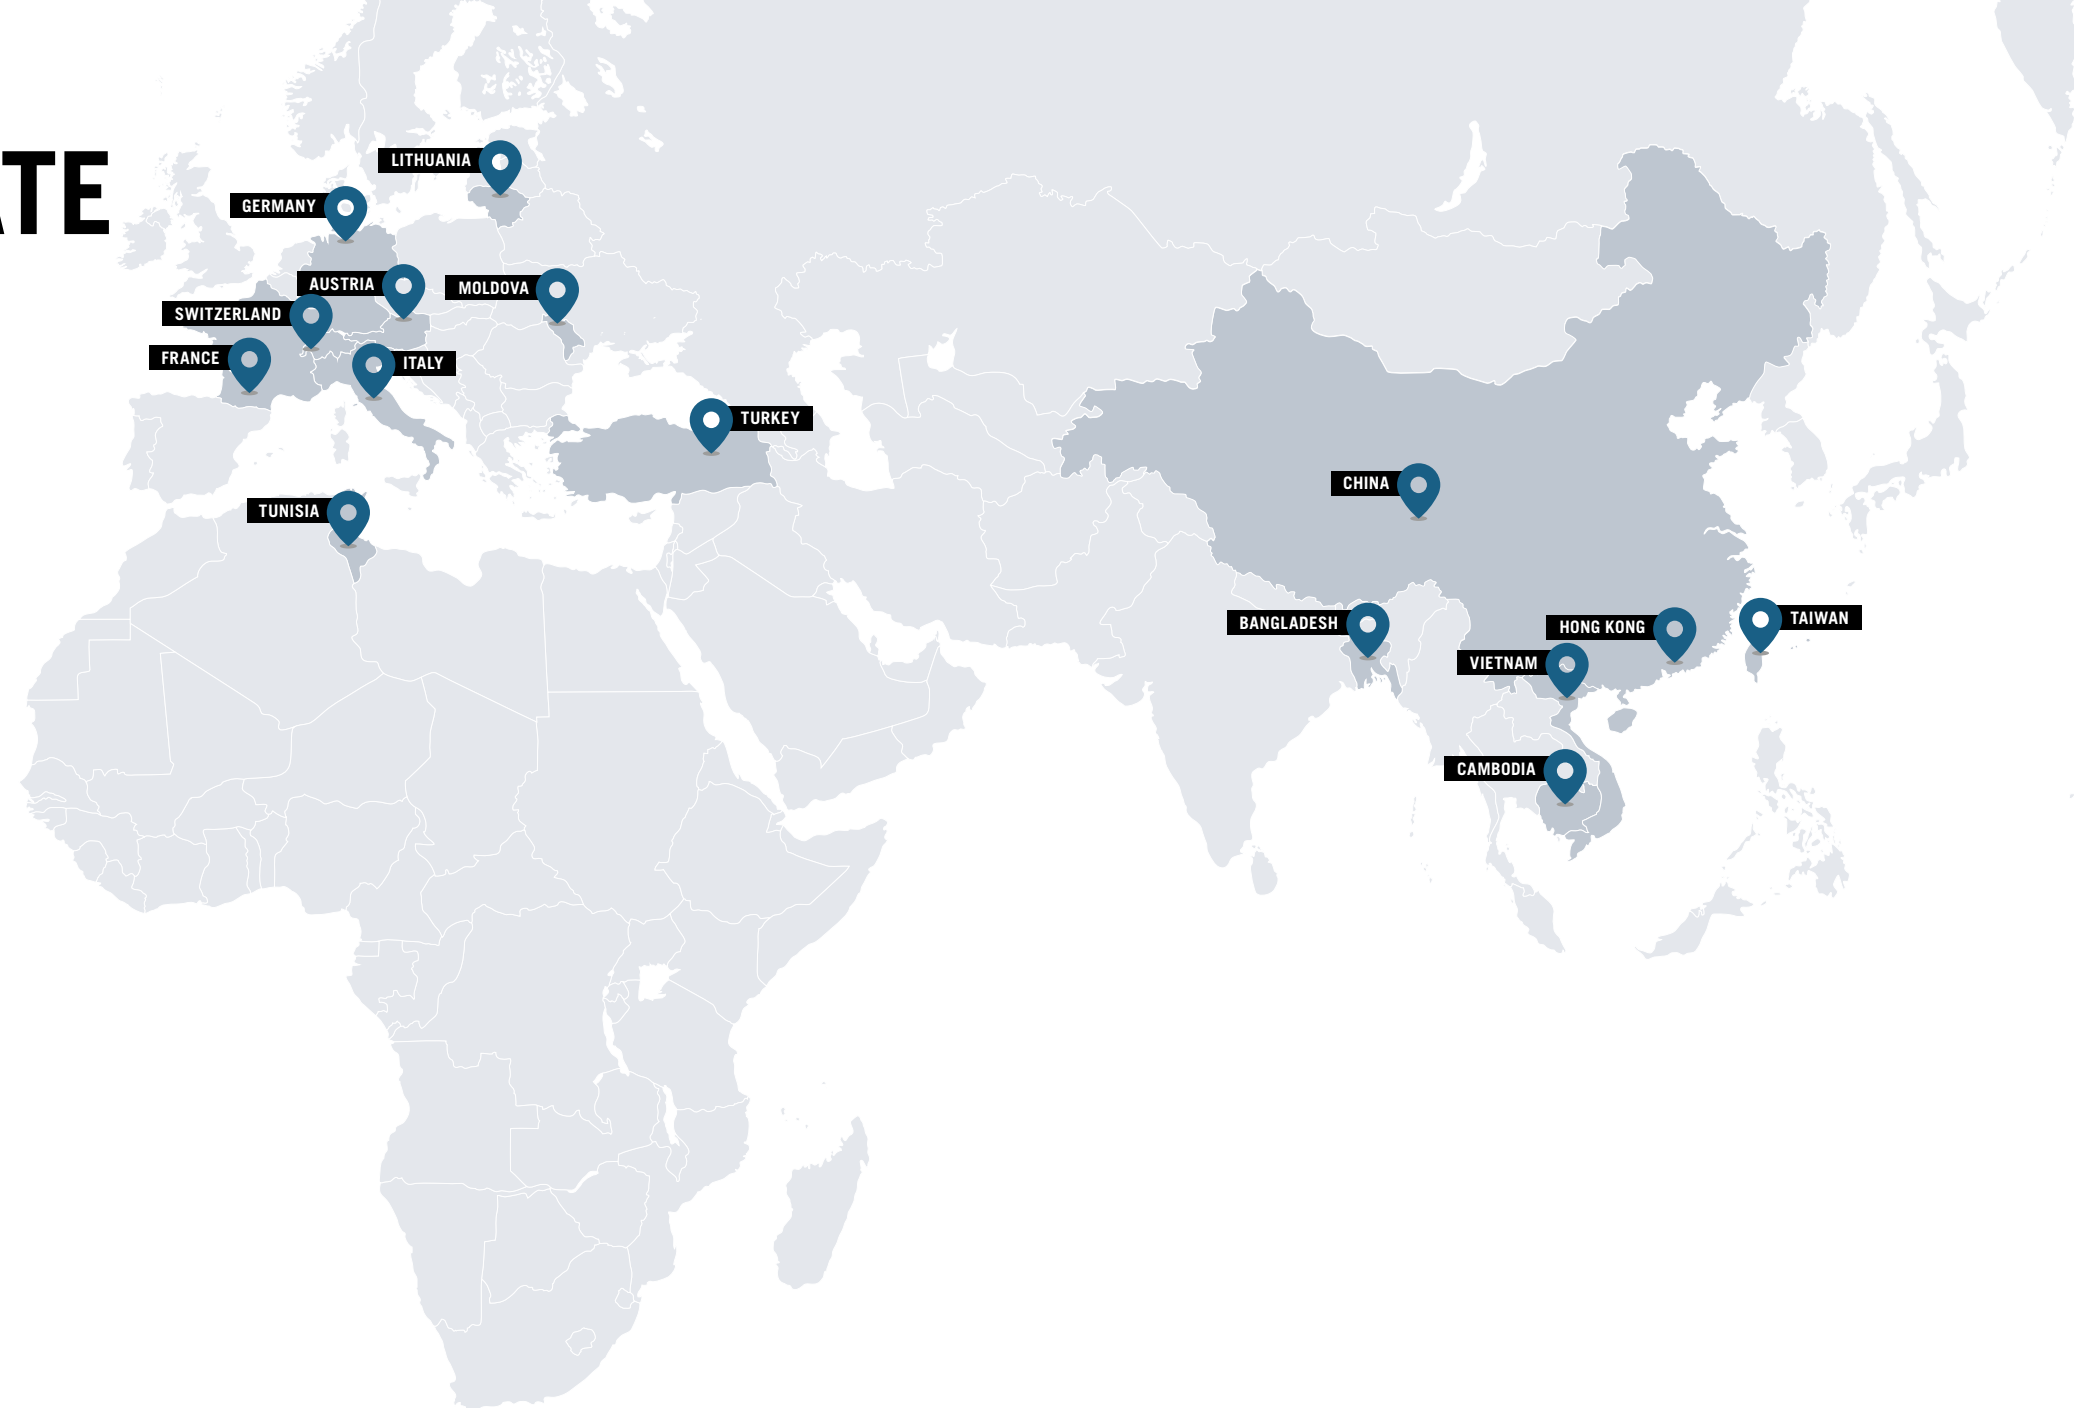 ATE
LITHUANIA
GERMANY
AUSTRIA
MOLDOVA
SWITZERLAND
FRANCE
ITALY
TURKEY
CHINA
TUNISIA
BANGLADESH
HONG KONG
TAIWAN
VIETNAM
CAMBODIA